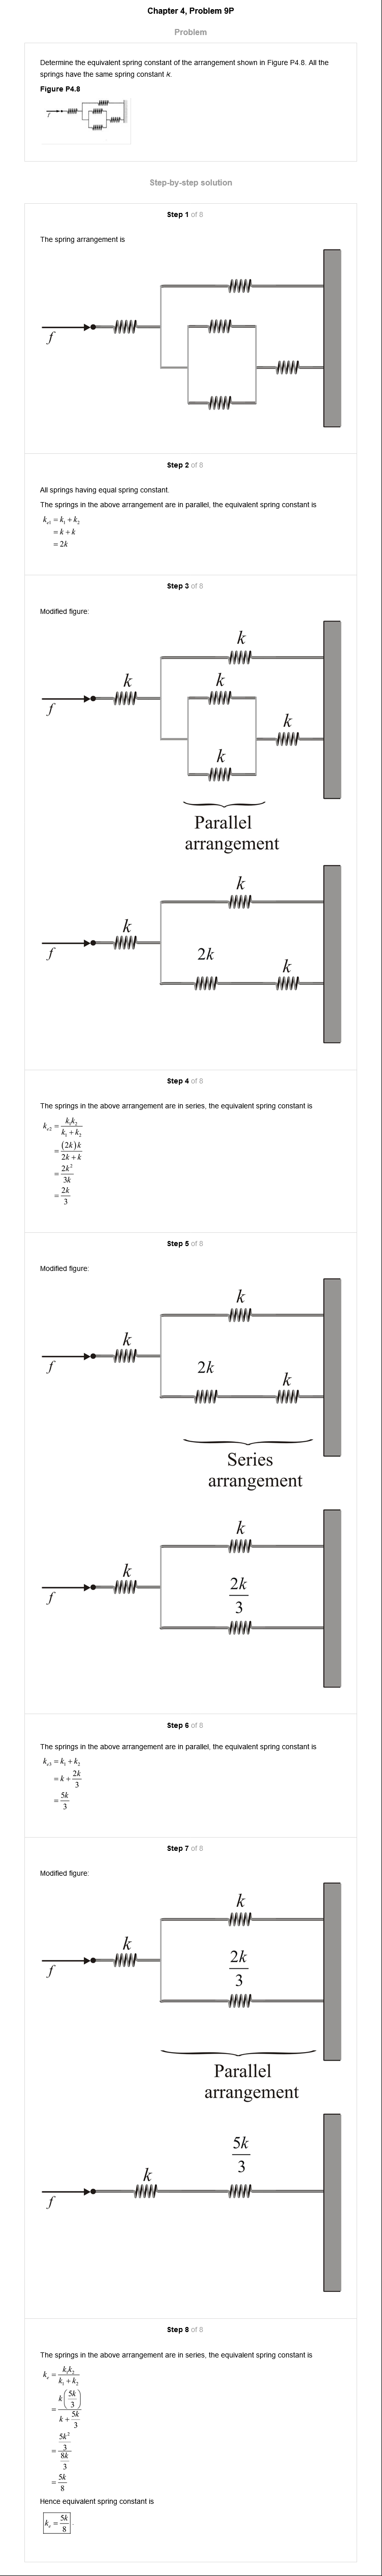 Chapter 4, Problem 9P
Problem
Determine the equivalent spring constant of the arrangement shown in Figure P4.8. All the
springs have the same spring constant k.
Figure P4.8
f
Step-by-step solution
Step 1 of 8
The spring arrangement is
f
Step 2 of 8
All springs having equal spring constant.
The springs in the above arrangement are in parallel, the equivalent spring constant is
k_{e1} = k_1 + k_2
= k + k
= 2k
Step 3 of 8
Modified figure:
k
k
k
f
k
k
Parallel
arrangement
k
k
f
2k
k
Step 4 of 8
The springs in the above arrangement are in series, the equivalent spring constant is
k_{e2} = \frac{k_1 k_2}{k_1 + k_2}
= \frac{(2k)k}{2k + k}
= \frac{2k^2}{3k}
= \frac{2k}{3}
Step 5 of 8
Modified figure:
k
k
f
2k
k
Series
arrangement
k
k
f
\frac{2k}{3}
Step 6 of 8
The springs in the above arrangement are in parallel, the equivalent spring constant is
k_{e3} = k_1 + k_2
= k + \frac{2k}{3}
= \frac{5k}{3}
Step 7 of 8
Modified figure:
k
k
f
\frac{2k}{3}
Parallel
arrangement
\frac{5k}{3}
k
f
Step 8 of 8
The springs in the above arrangement are in series, the equivalent spring constant is
k_e = \frac{k_1 k_2}{k_1 + k_2}
= \frac{k\left(\frac{5k}{3}\right)}{k + \frac{5k}{3}}
= \frac{\frac{5k^2}{3}}{\frac{8k}{3}}
= \frac{5k}{8}
Hence equivalent spring constant is
k_e = \frac{5k}{8}.